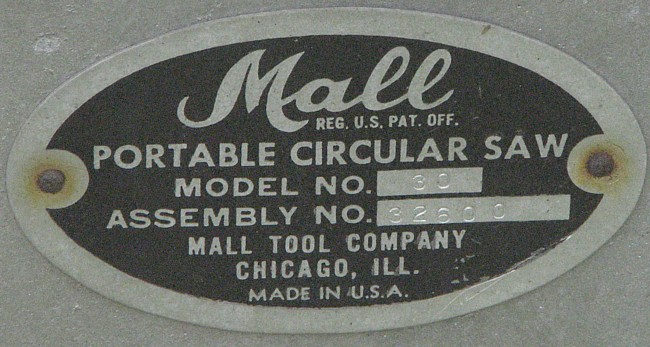 Mall
REG. U.S. PAT. OFF.
PORTABLE CIRCULAR SAW
MODEL NO. 30
ASSEMBLY NO. 32600
MALL TOOL COMPANY
CHICAGO, ILL.
MADE IN U.S.A.